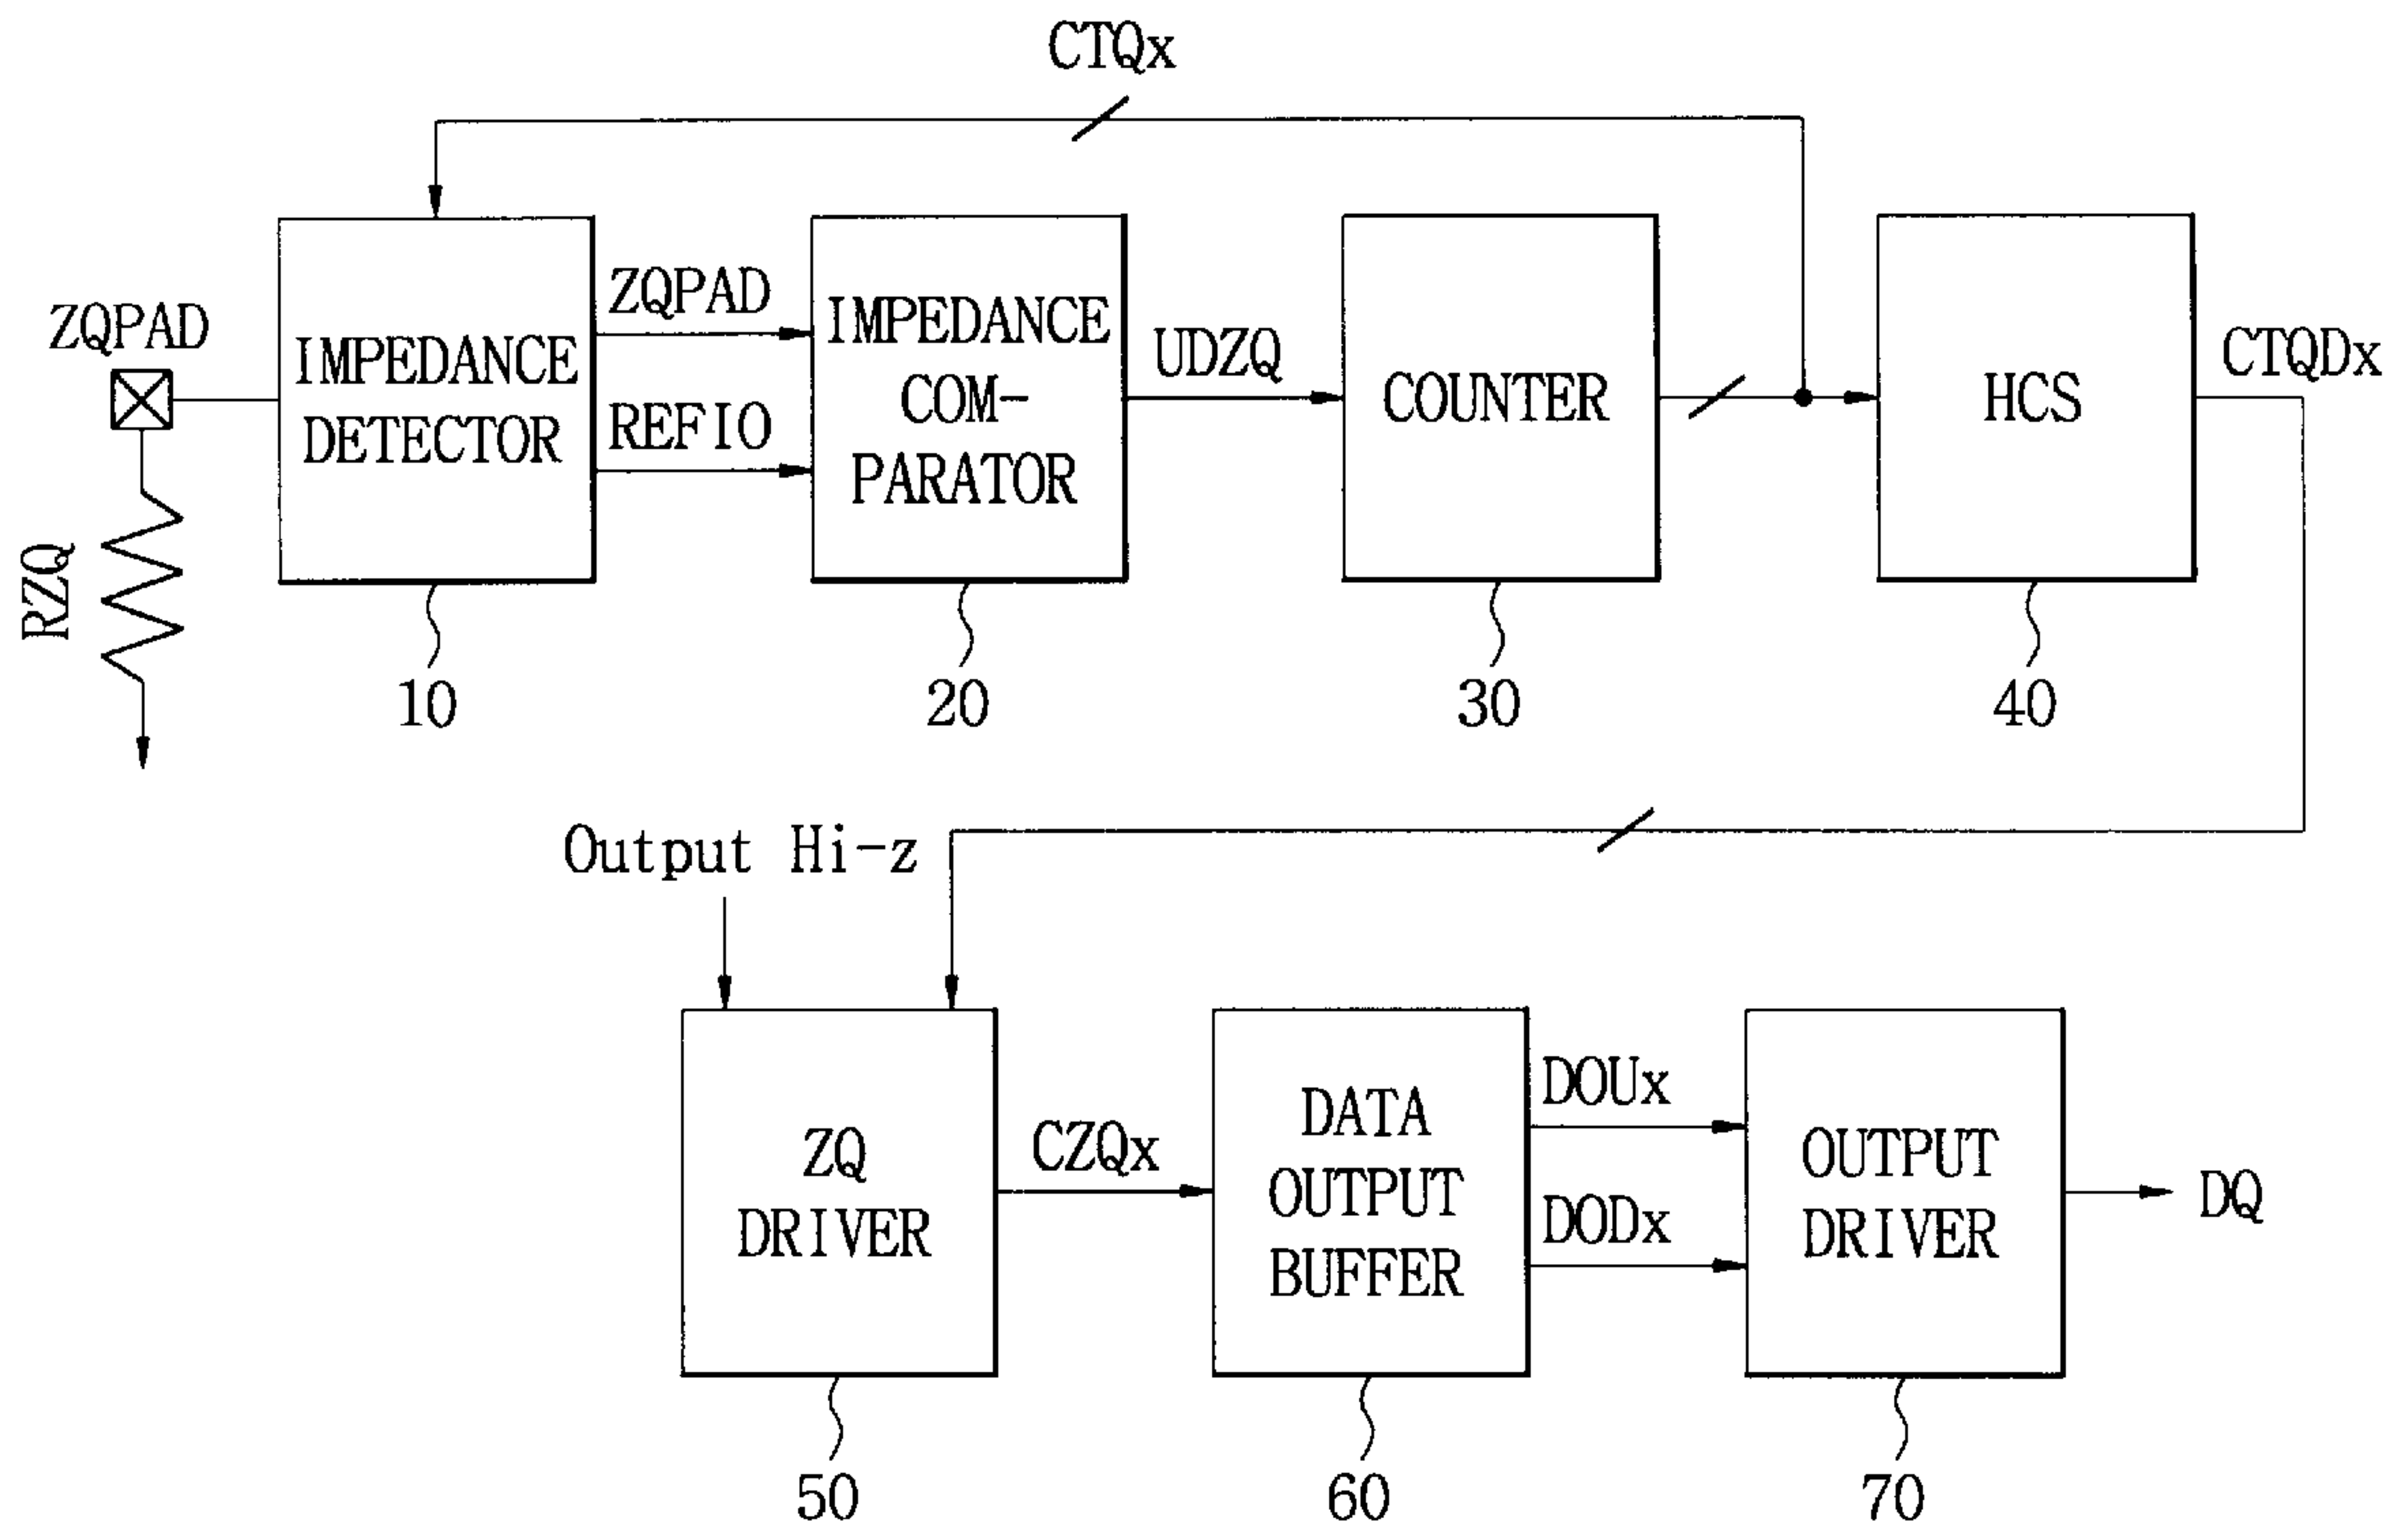 CTQx
ZQPAD
RZQ
IMPEDANCE
DETECTOR
10
ZQPAD
REFIO
IMPEDANCE
COM-
PARATOR
20
UDZQ
COUNTER
30
HCS
40
CTQDx
Output Hi-z
ZQ
DRIVER
50
CZQx
DATA
OUTPUT
BUFFER
60
DOUx
DODx
OUTPUT
DRIVER
70
DQ